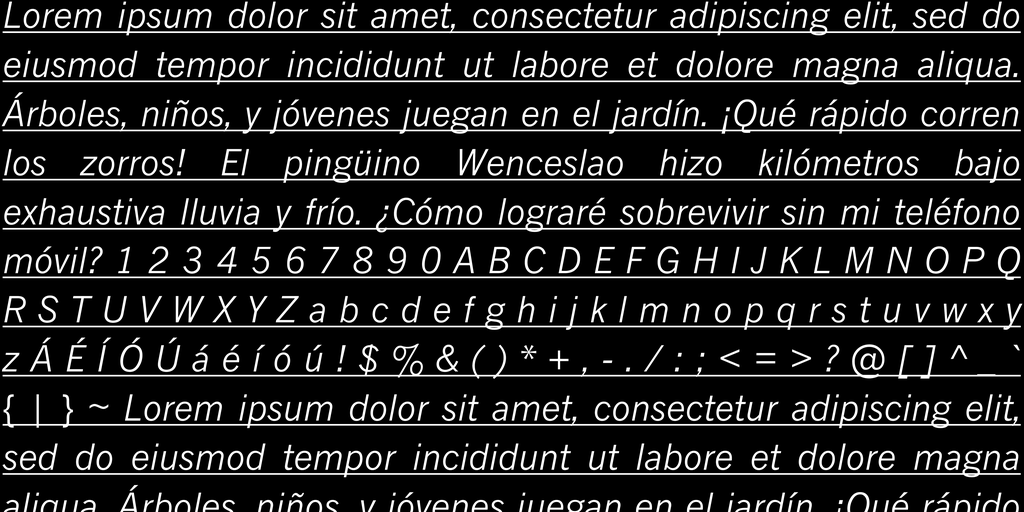 Lorem ipsum dolor sit amet, consectetur adipiscing elit, sed do
eiusmod tempor incididunt ut labore et dolore magna aliqua.
Árboles, niños, y jóvenes juegan en el jardín. ¡Qué rápido corren
los zorros! El pingüino Wenceslao hizo kilómetros bajo
exhaustiva lluvia y frío. ¿Cómo lograré sobrevivir sin mi teléfono
móvil? 1 2 3 4 5 6 7 8 9 0 A B C D E F G H I J K L M N O P Q
R S T U V W X Y Z a b c d e f g h i j k l m n o p q r s t u v w x y
z Á É Í Ó Ú á é í ó ú ! $ % & ( ) * + , - . / : ; < = > ? @ [ ] ^ _ `
{ | } ~ Lorem ipsum dolor sit amet, consectetur adipiscing elit,
sed do eiusmod tempor incididunt ut labore et dolore magna
aliqua. Árboles, niños, y jóvenes juegan en el jardín. ¡Qué rápido